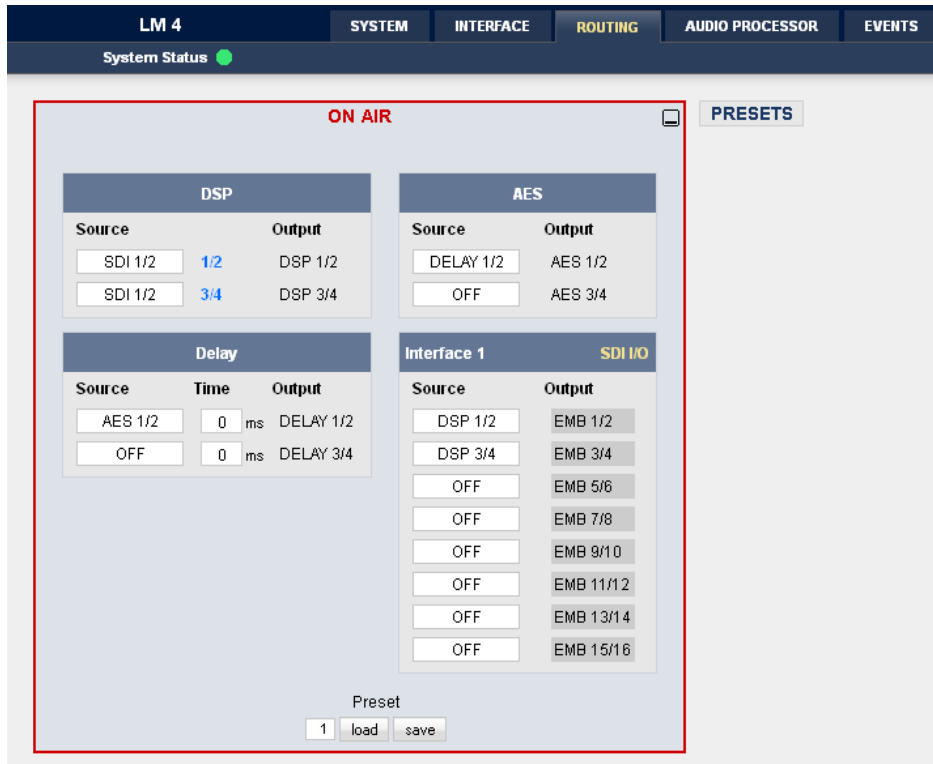 LM 4 SYSTEM INTERFACE ROUTING AUDIO PROCESSOR EVENTS
System Status
ON AIR
PRESETS
DSP
Source Output
SDI 1/2 1/2 DSP 1/2
SDI 1/2 3/4 DSP 3/4
AES
Source Output
DELAY 1/2 AES 1/2
OFF AES 3/4
Delay
Source Time Output
AES 1/2 0 ms DELAY 1/2
OFF 0 ms DELAY 3/4
Interface 1 SDI I/O
Source Output
DSP 1/2 EMB 1/2
DSP 3/4 EMB 3/4
OFF EMB 5/6
OFF EMB 7/8
OFF EMB 9/10
OFF EMB 11/12
OFF EMB 13/14
OFF EMB 15/16
Preset
1 load save